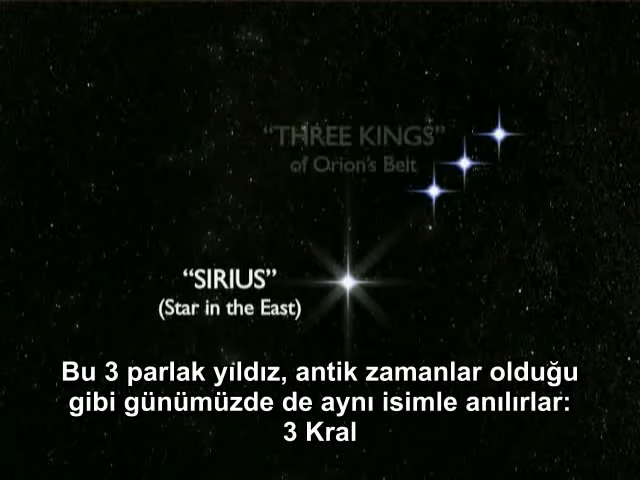 “THREE KINGS”
of Orion's Belt
“SIRIUS”
(Star in the East)
Bu 3 parlak yıldız, antik zamanlar olduğu
gibi günümüzde de aynı isimle anılırlar:
3 Kral